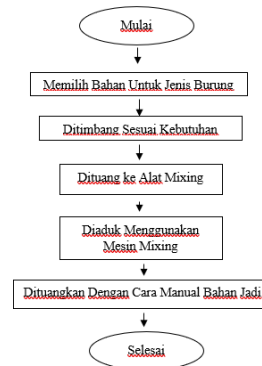 Mulai
Memilih Bahan Untuk Jenis Burung
Ditimbang Sesuai Kebutuhan
Dituang ke Alat Mixing
Diaduk Menggunakan
Mesin Mixing
Dituangkan Dengan Cara Manual Bahan Jadi
Selesai